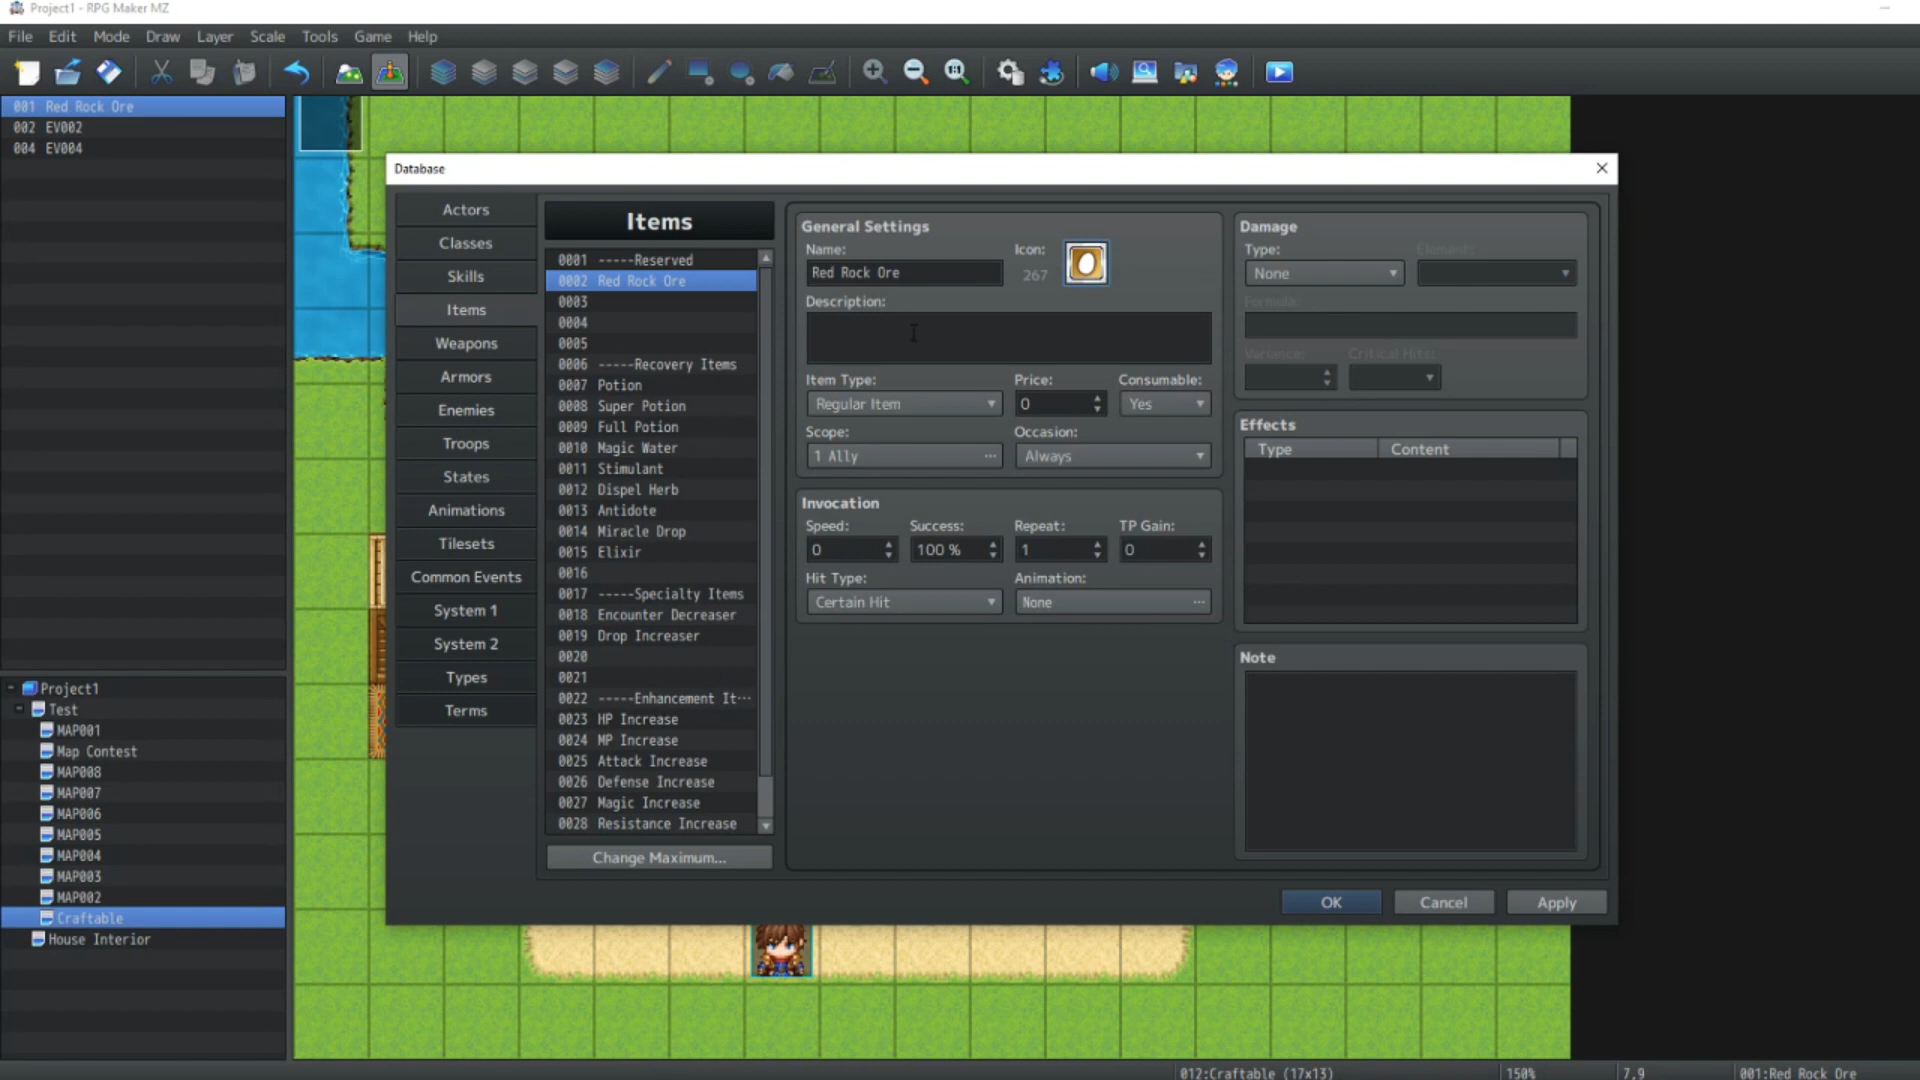 Project1 - RPG Maker MZ
File Edit Mode Draw Layer Scale Tools Game Help
001 Red Rock Ore
002 EV002
004 EV004
Project1
Test
MAP001
Map Contest
MAP008
MAP007
MAP006
MAP005
MAP004
MAP003
MAP002
Craftable
House Interior
Database
Actors
Classes
Skills
Items
Weapons
Armors
Enemies
Troops
States
Animations
Tilesets
Common Events
System 1
System 2
Types
Terms
Items
0001 -----Reserved
0002 Red Rock Ore
0003
0004
0005
0006 -----Recovery Items
0007 Potion
0008 Super Potion
0009 Full Potion
0010 Magic Water
0011 Stimulant
0012 Dispel Herb
0013 Antidote
0014 Miracle Drop
0015 Elixir
0016
0017 -----Specialty Items
0018 Encounter Decreaser
0019 Drop Increaser
0020
0021
0022 -----Enhancement It···
0023 HP Increase
0024 MP Increase
0025 Attack Increase
0026 Defense Increase
0027 Magic Increase
0028 Resistance Increase
Change Maximum...
General Settings
Name: Icon:
Red Rock Ore 267
Description:
Item Type: Price: Consumable:
Regular Item 0 Yes
Scope: Occasion:
1 Ally ··· Always
Invocation
Speed: Success: Repeat: TP Gain:
0 100 % 1 0
Hit Type: Animation:
Certain Hit None ···
Damage
Type: Element:
None
Formula:
Variance: Critical Hits:
Effects
Type Content
Note
OK Cancel Apply
012:Craftable (17x13) 150% 7,9 001:Red Rock Ore